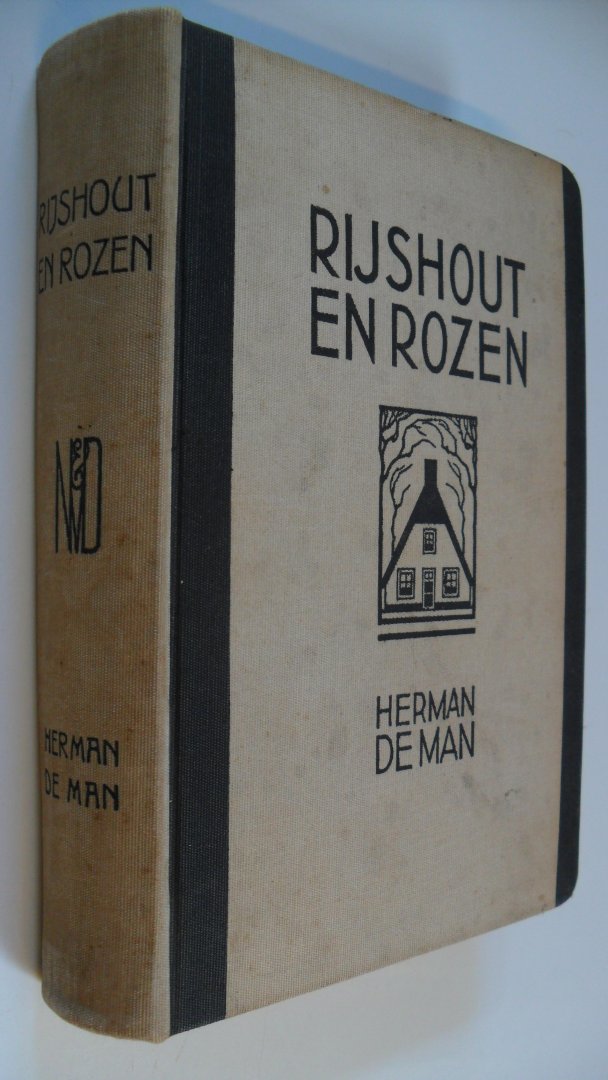 RIJSHOUT
EN ROZEN
HERMAN
DE MAN
RIJSHOUT
EN ROZEN
HERMAN
DE MAN